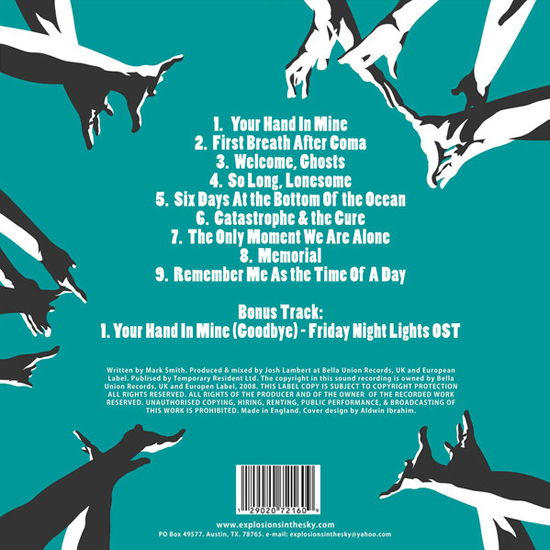 1. Your Hand In Mine
2. First Breath After Coma
3. Welcome, Ghosts
4. So Long, Lonesome
5. Six Days At the Bottom Of the Ocean
6. Catastrophe & the Cure
7. The Only Moment We Are Alone
8. Memorial
9. Remember Me As the Time Of A Day
Bonus Track:
1. Your Hand In Mine (Goodbye) - Friday Night Lights OST
Written by Mark Smith. Produced & mixed by Josh Lambert at Bella Union Records, UK and European
Label. Publised by Temporary Resident Ltd. The copyright in this sound recording is owned by Bella
Union Records, UK and Europen Label, 2008. THIS LABEL COPY IS SUBJECT TO COPYRIGHT PROTECTION
ALL RIGHTS RESERVED. ALL RIGHTS OF THE PRODUCER AND OF THE OWNER OF THE RECORDED WORK
RESERVED. UNAUTHORISED COPYING, HIRING, RENTING, PUBLIC PERFORMANCE, & BROADCASTING OF
THIS WORK IS PROHIBITED. Made in England. Cover design by Aldwin Ibrahim.
1 29020 72160 9
www.explosionsinthesky.com
PO Box 49577. Austin, TX. 78765. e-mail: explosionsinthesky@yahoo.com